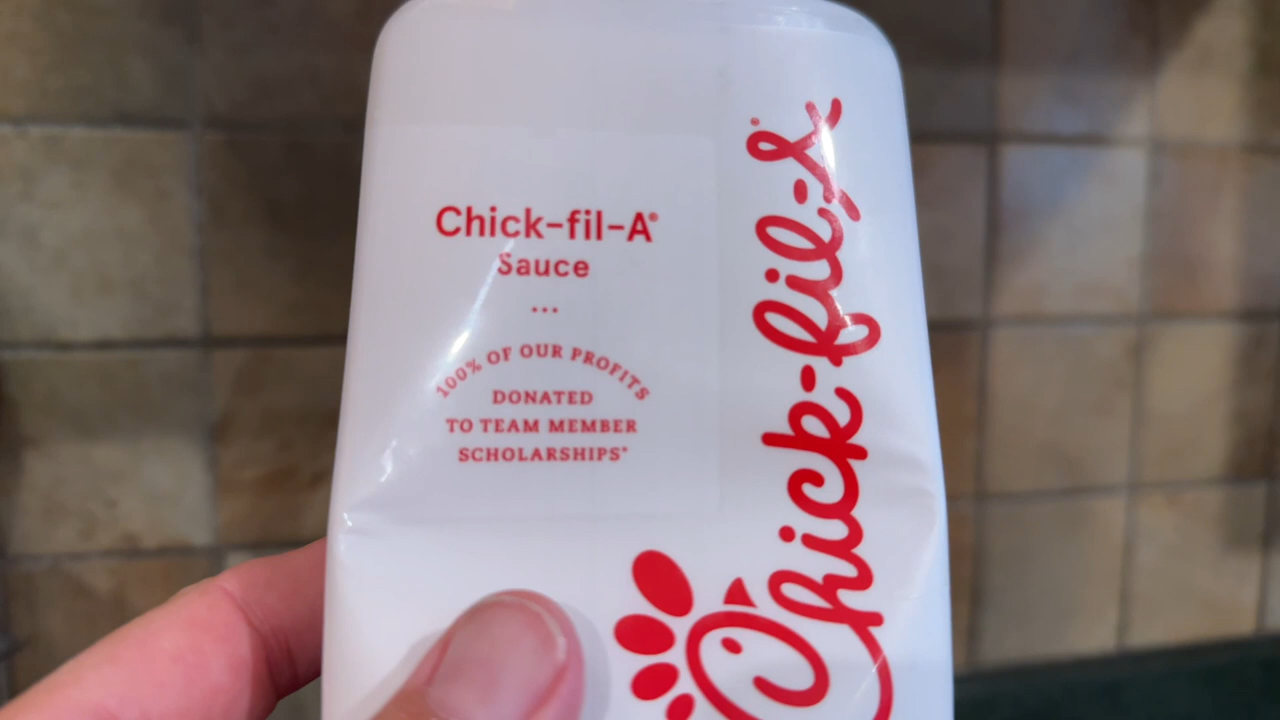 Chick-fil-A®
Sauce
...
100% OF OUR PROFITS
DONATED
TO TEAM MEMBER
SCHOLARSHIPS*
Chick-fil-A®